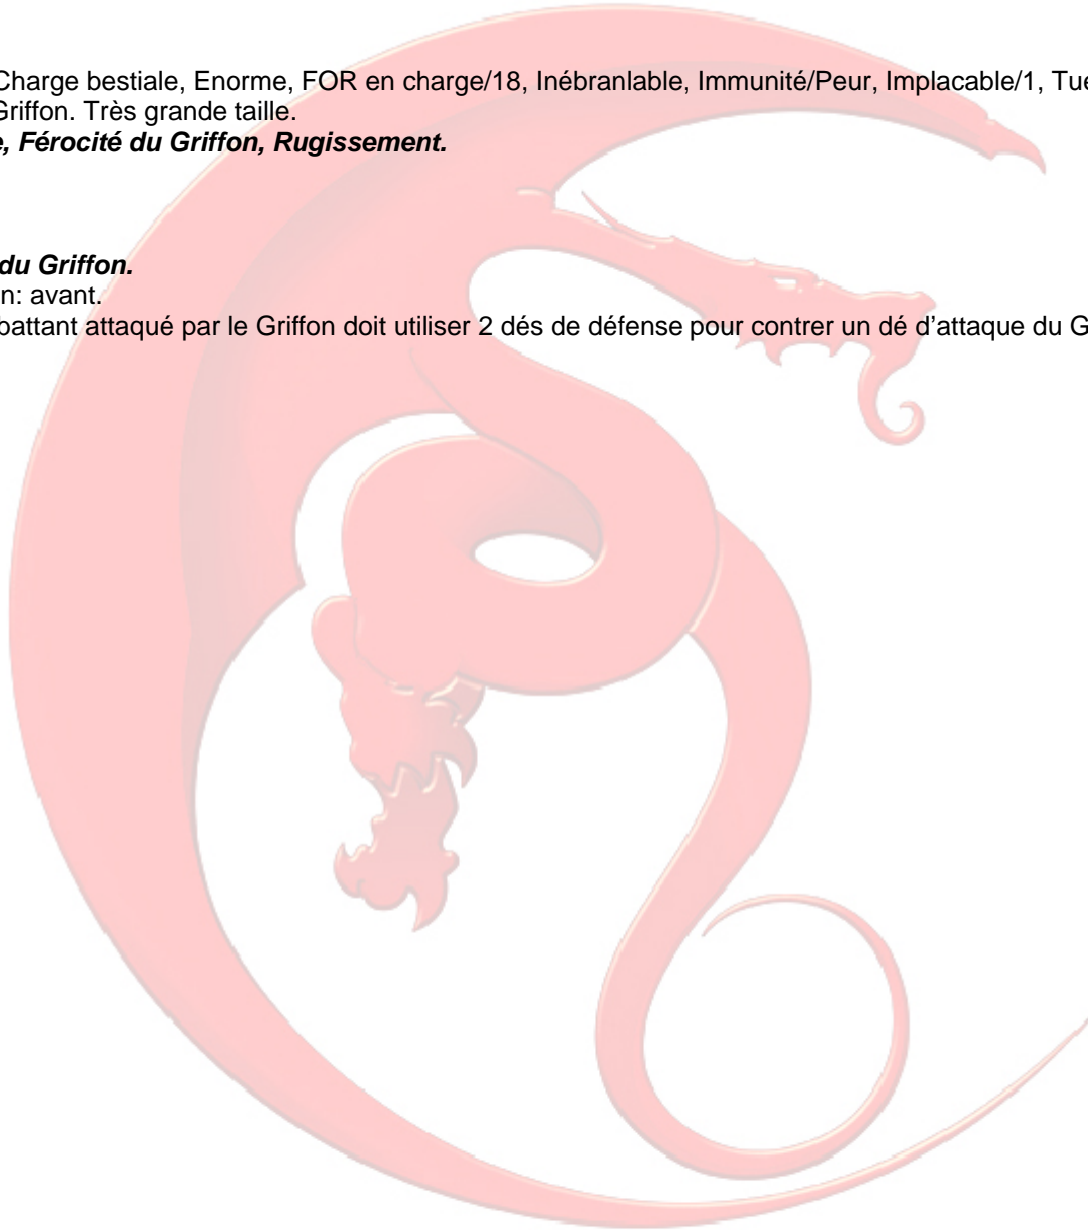 Charge bestiale, Enorme, FOR en charge/18, Inébranlable, Immunité/Peur, Implacable/1, Tue
Griffon. Très grande taille.
e, Férocité du Griffon, Rugissement.
du Griffon.
n: avant.
battant attaqué par le Griffon doit utiliser 2 dés de défense pour contrer un dé d'attaque du G